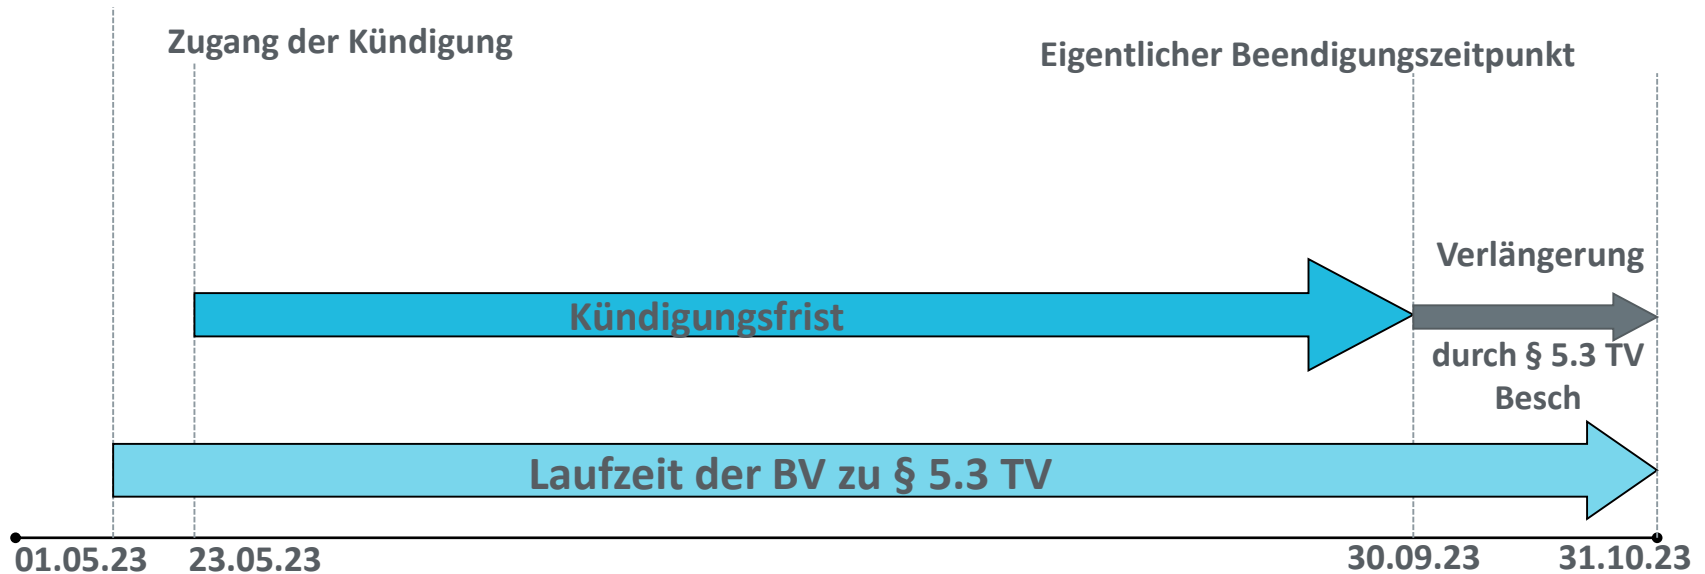 Zugang der Kündigung
Eigentlicher Beendigungszeitpunkt
Verlängerung
Kündigungsfrist
durch § 5.3 TV
Besch
Laufzeit der BV zu § 5.3 TV
01.05.23
23.05.23
30.09.23
31.10.23